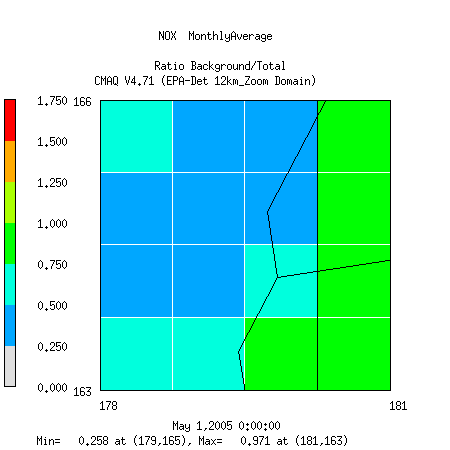 NOX MonthlyAverage
Ratio Background/Total
CMAQ V4.71 (EPA-Det 12km_Zoom Domain)
1.750
166
1.500
1.250
1.000
0.750
0.500
0.250
0.000
163
178
181
May 1,2005 0:00:00
Min= 0.258 at (179,165), Max= 0.971 at (181,163)